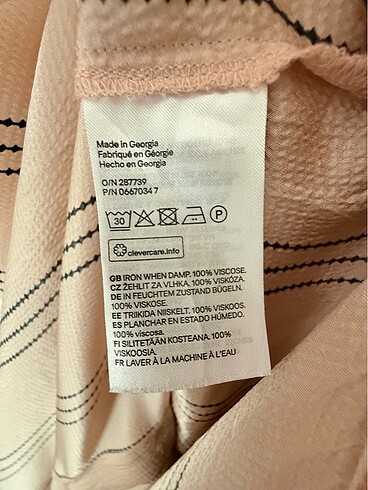 Made in Georgia
Fabriqué en Géorgie
Hecho en Georgia
O/N 287739
P/N 0667034 7
30
P
clevercare.info
GB IRON WHEN DAMP. 100% VISCOSE.
CZ ŽEHLIT ZA VLHKA. 100% VISKÓZA.
DE IN FEUCHTEM ZUSTAND BÜGELN.
100% VISKOSE.
EE TRIIKIDA NIISKELT. 100% VISKOOS.
ES PLANCHAR EN ESTADO HÚMEDO.
100% viscosa.
FI SILITETÄÄN KOSTEANA. 100%
VISKOOSIA.
FR LAVER À LA MACHINE À L'EAU